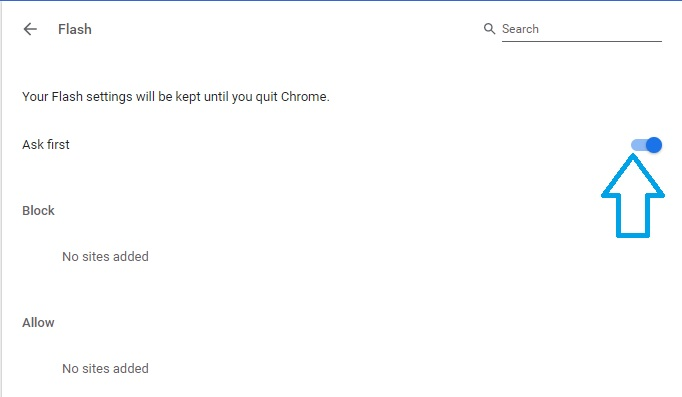 Flash
Search
Your Flash settings will be kept until you quit Chrome.
Ask first
Block
No sites added
Allow
No sites added